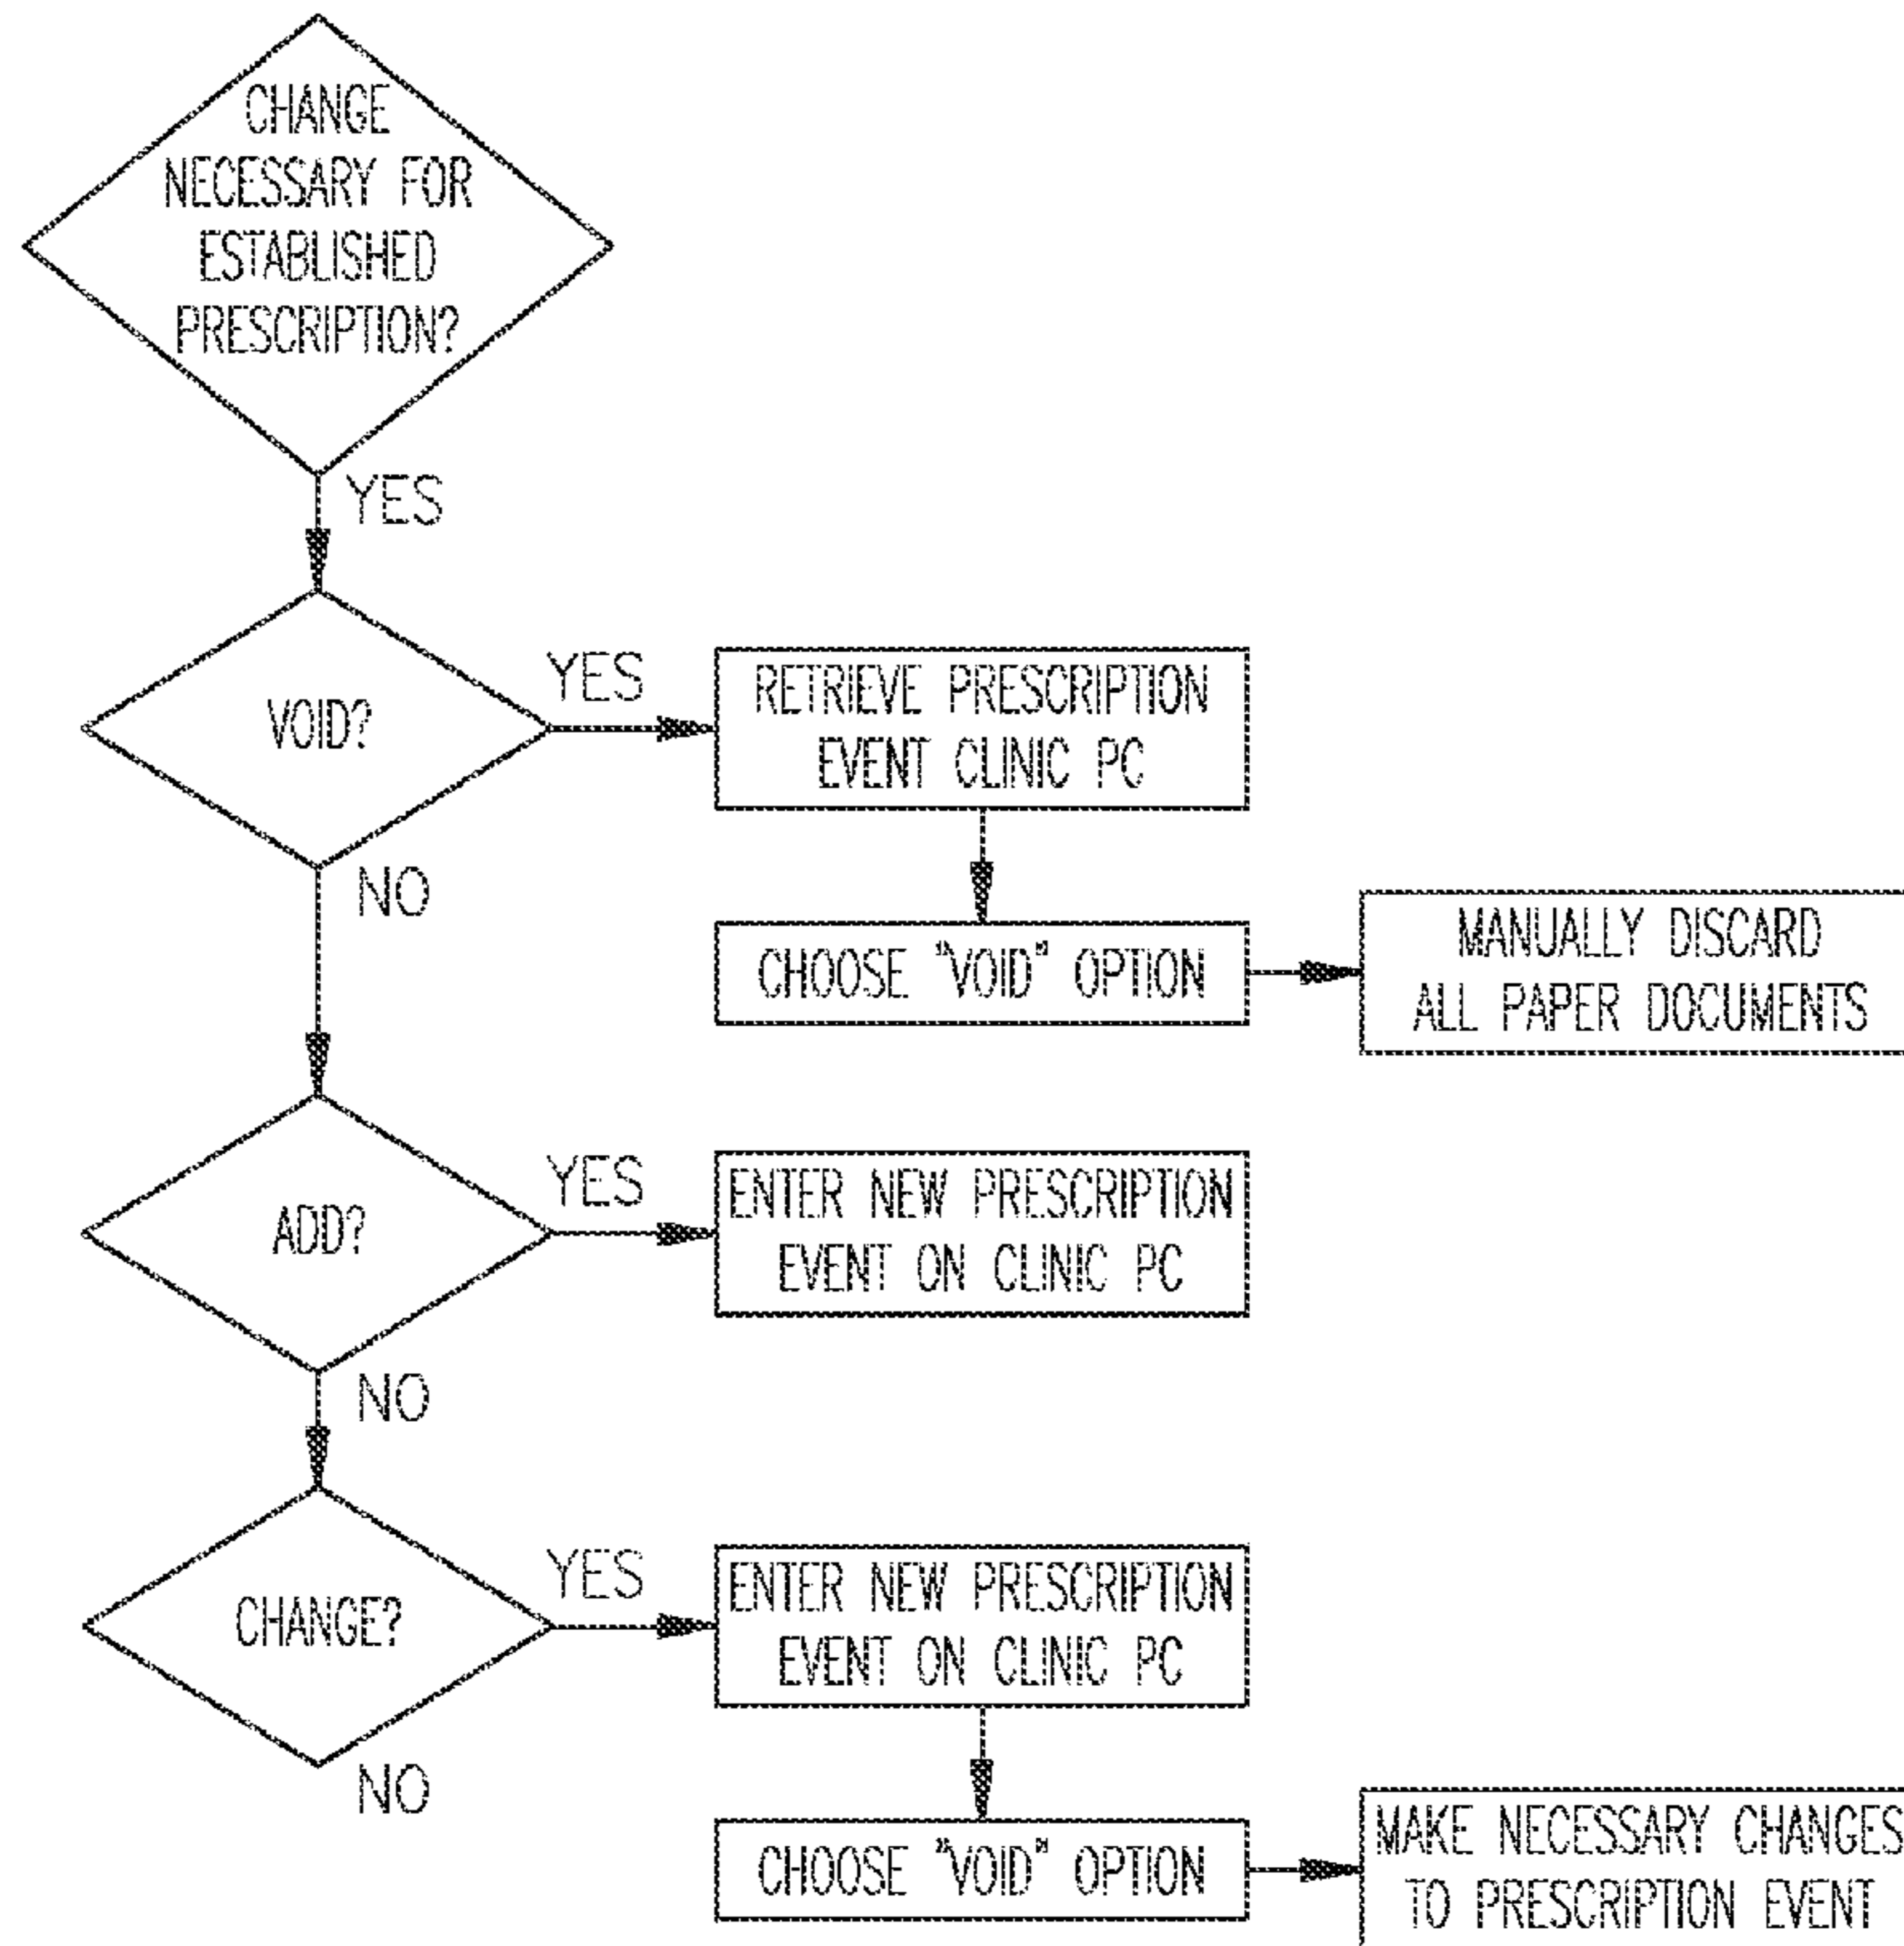 CHANGE
NECESSARY FOR
ESTABLISHED
PRESCRIPTION?
YES
VOID?
YES
RETRIEVE PRESCRIPTION
EVENT CLINIC PC
NO
CHOOSE "VOID" OPTION
MANUALLY DISCARD
ALL PAPER DOCUMENTS
ADD?
YES
ENTER NEW PRESCRIPTION
EVENT ON CLINIC PC
NO
CHANGE?
YES
ENTER NEW PRESCRIPTION
EVENT ON CLINIC PC
NO
CHOOSE "VOID" OPTION
MAKE NECESSARY CHANGES
TO PRESCRIPTION EVENT